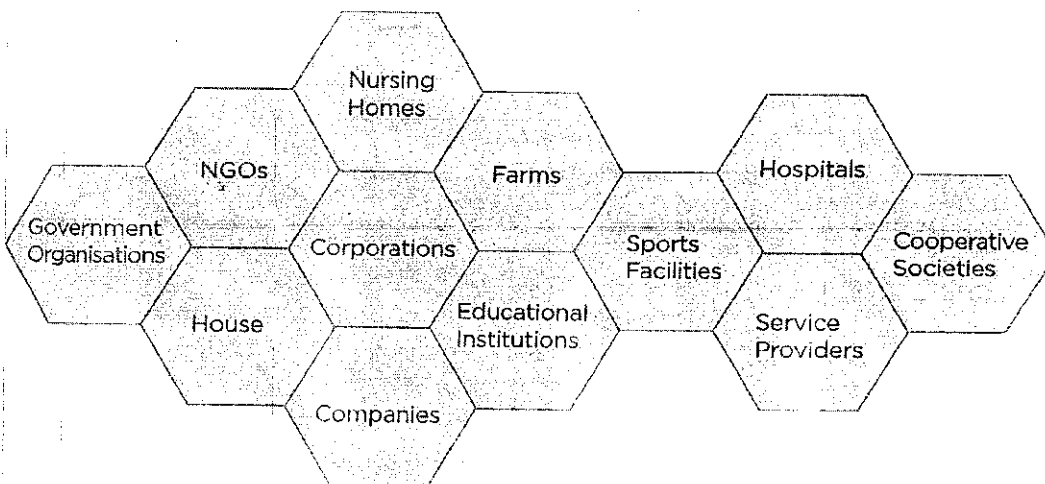 Nursing
Homes
NGOs
Farms
Hospitals
Government
Organisations
Corporations
Sports
Facilities
Cooperative
Societies
House
Educational
Institutions
Service
Providers
Companies